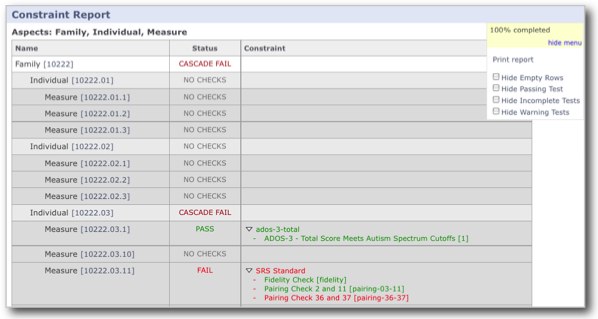 Constraint Report
Aspects: Family, Individual, Measure
100% completed
hide menu
Print report
Hide Empty Rows
Hide Passing Test
Hide Incomplete Tests
Hide Warning Tests
Name Status Constraint
Family [10222] CASCADE FAIL
Individual [10222.01] NO CHECKS
Measure [10222.01.1] NO CHECKS
Measure [10222.01.2] NO CHECKS
Measure [10222.01.3] NO CHECKS
Individual [10222.02] NO CHECKS
Measure [10222.02.1] NO CHECKS
Measure [10222.02.2] NO CHECKS
Measure [10222.02.3] NO CHECKS
Individual [10222.03] CASCADE FAIL
Measure [10222.03.1] PASS ▽ ados-3-total
- ADOS-3 - Total Score Meets Autism Spectrum Cutoffs [1]
Measure [10222.03.10] NO CHECKS
Measure [10222.03.11] FAIL ▽ SRS Standard
- Fidelity Check [fidelity]
- Pairing Check 2 and 11 [pairing-03-11]
- Pairing Check 36 and 37 [pairing-36-37]